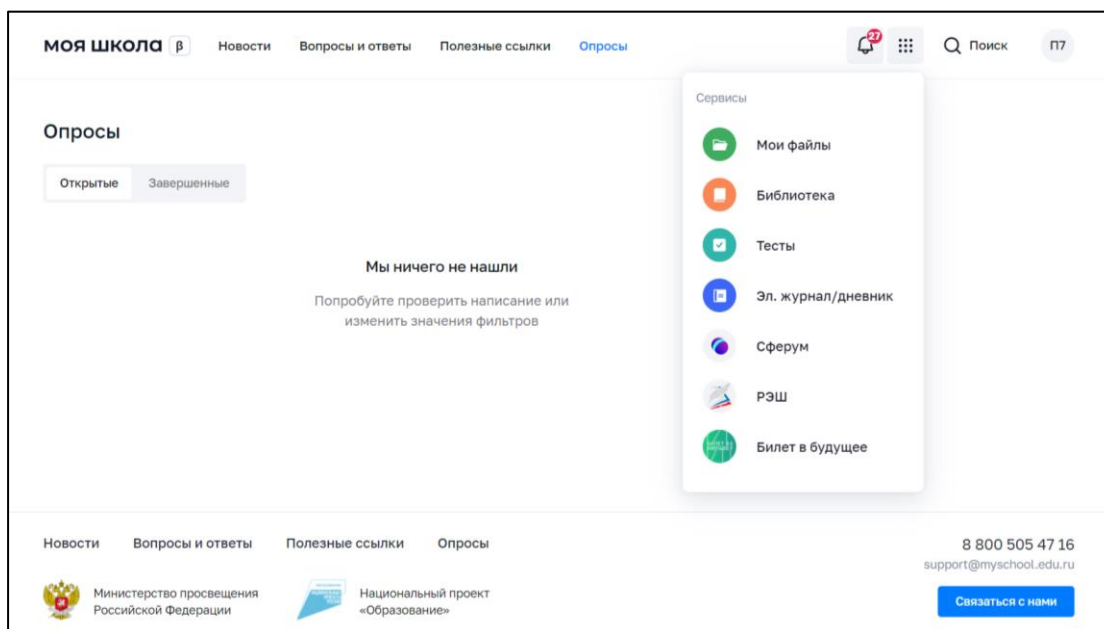 моя школа β Новости Вопросы и ответы Полезные ссылки Опросы 27 Поиск П7
Опросы
Открытые Завершенные
Мы ничего не нашли
Попробуйте проверить написание или
изменить значения фильтров
Сервисы
Мои файлы
Библиотека
Тесты
Эл. журнал/дневник
Сферум
РЭШ
Билет в будущее
Новости Вопросы и ответы Полезные ссылки Опросы
8 800 505 47 16
support@myschool.edu.ru
Министерство просвещения
Российской Федерации
Национальный проект
«Образование»
Связаться с нами